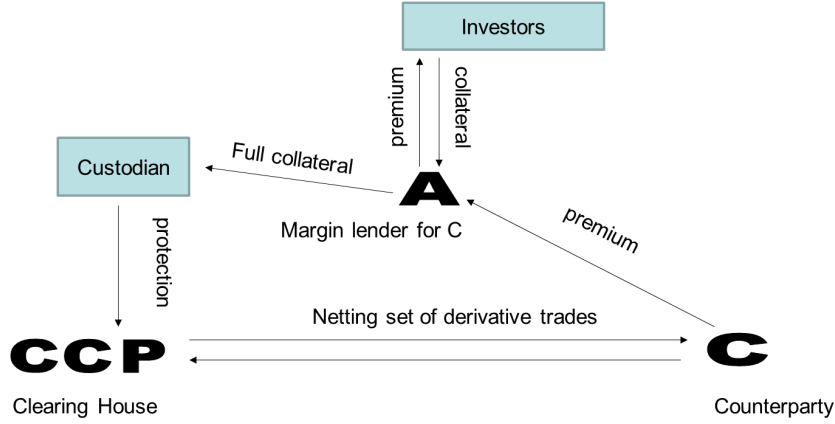 Investors
premium
collateral
Full collateral
Custodian
A
Margin lender for C
premium
protection
Netting set of derivative trades
CCP
C
Clearing House
Counterparty